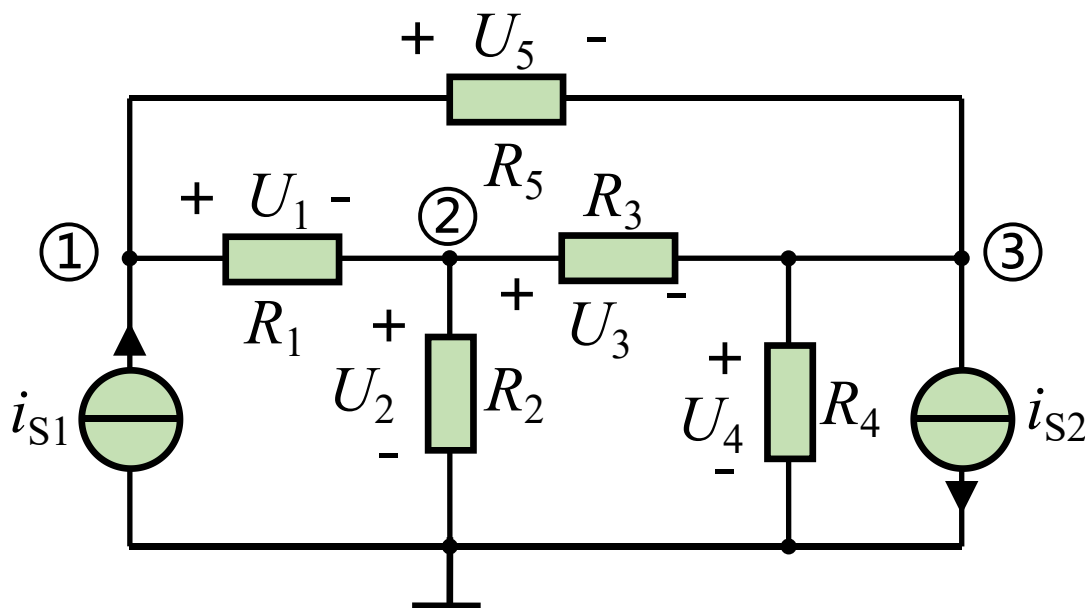 + U5 -
R5
+ U1 - ② R3
① ③
R1 + + U3 -
iS1 U2 R2 + U4 R4 iS2
- -